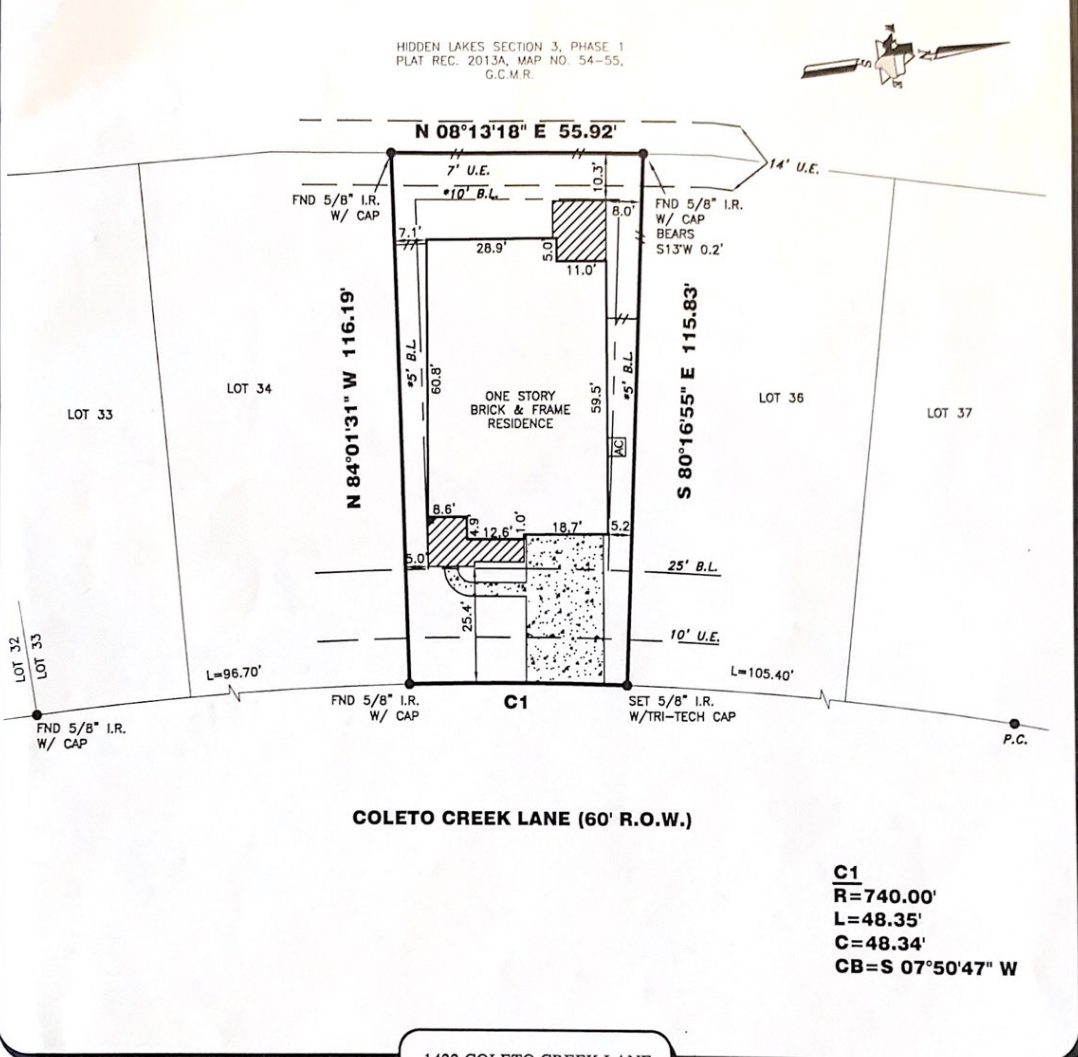 HIDDEN LAKES SECTION 3, PHASE 1
PLAT REC. 2013A, MAP NO. 54-55,
G.C.M.R.
S
N
N 08°13'18" E 55.92'
7' U.E.
14' U.E.
*10' B.L.
10.3'
FND 5/8" I.R.
W/ CAP
FND 5/8" I.R.
W/ CAP
BEARS
S13'W 0.2'
8.0'
7.1'
28.9'
5.0'
11.0'
N 84°01'31" W 116.19'
*5' B.L.
60.8'
ONE STORY
BRICK & FRAME
RESIDENCE
59.5'
*5' B.L.
AC
S 80°16'55" E 115.83'
LOT 33
LOT 34
LOT 36
LOT 37
8.6'
4.9
12.6'
1.0'
18.7'
5.2
5.0'
25' B.L.
25.4'
10' U.E.
LOT 32
LOT 33
L=96.70'
L=105.40'
FND 5/8" I.R.
W/ CAP
FND 5/8" I.R.
W/ CAP
C1
SET 5/8" I.R.
W/TRI-TECH CAP
P.C.
COLETO CREEK LANE (60' R.O.W.)
C1
R=740.00'
L=48.35'
C=48.34'
CB=S 07°50'47" W
COLETO CREEK LANE